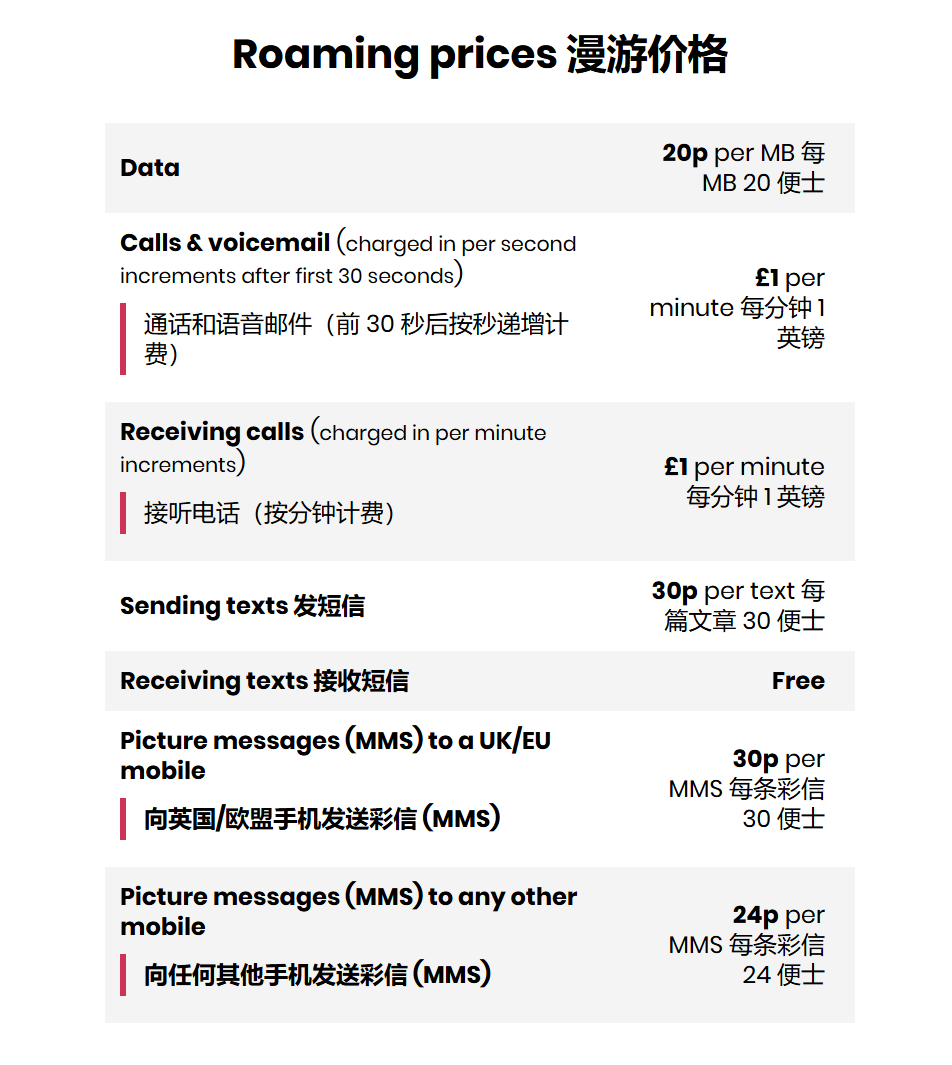 Roaming prices 漫游价格
Data
20p per MB 每
MB 20 便士
Calls & voicemail (charged in per second
increments after first 30 seconds)
通话和语音邮件（前 30 秒后按秒递增计
费）
£1 per
minute 每分钟 1
英镑
Receiving calls (charged in per minute
increments)
接听电话（按分钟计费）
£1 per minute
每分钟 1 英镑
Sending texts 发短信
30p per text 每
篇文章 30 便士
Receiving texts 接收短信
Free
Picture messages (MMS) to a UK/EU
mobile
向英国/欧盟手机发送彩信 (MMS)
30p per
MMS 每条彩信
30 便士
Picture messages (MMS) to any other
mobile
向任何其他手机发送彩信 (MMS)
24p per
MMS 每条彩信
24 便士